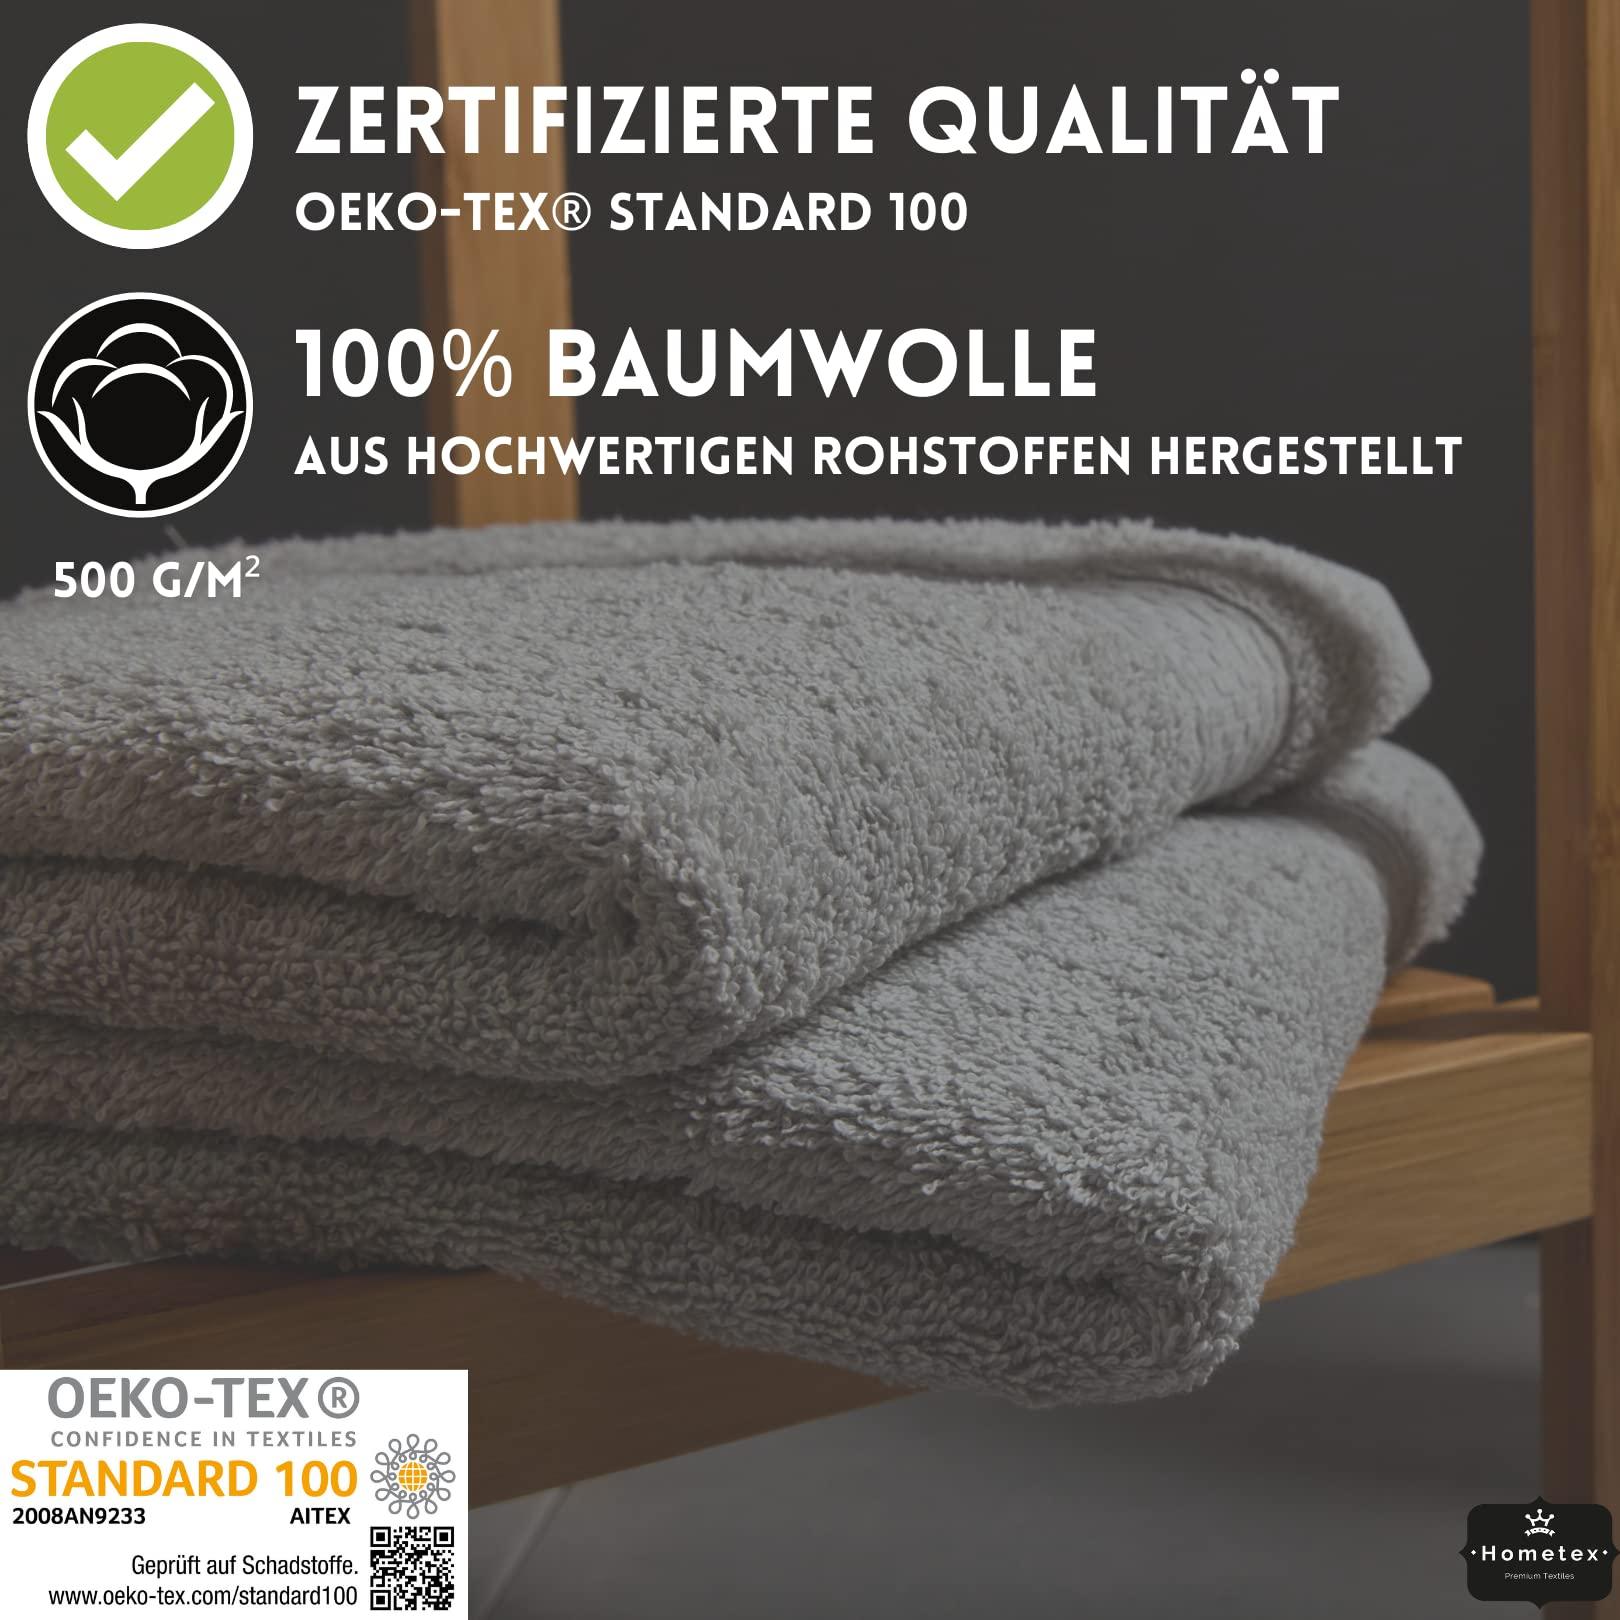 ZERTIFIZIERTE QUALITÄT
OEKO-TEX® STANDARD 100
100% BAUMWOLLE
AUS HOCHWERTIGEN ROHSTOFFEN HERGESTELLT
500 G/M²
OEKO-TEX®
CONFIDENCE IN TEXTILES
STANDARD 100
2008AN9233 AITEX
Geprüft auf Schadstoffe.
www.oeko-tex.com/standard100
Hometex
Premium Textiles